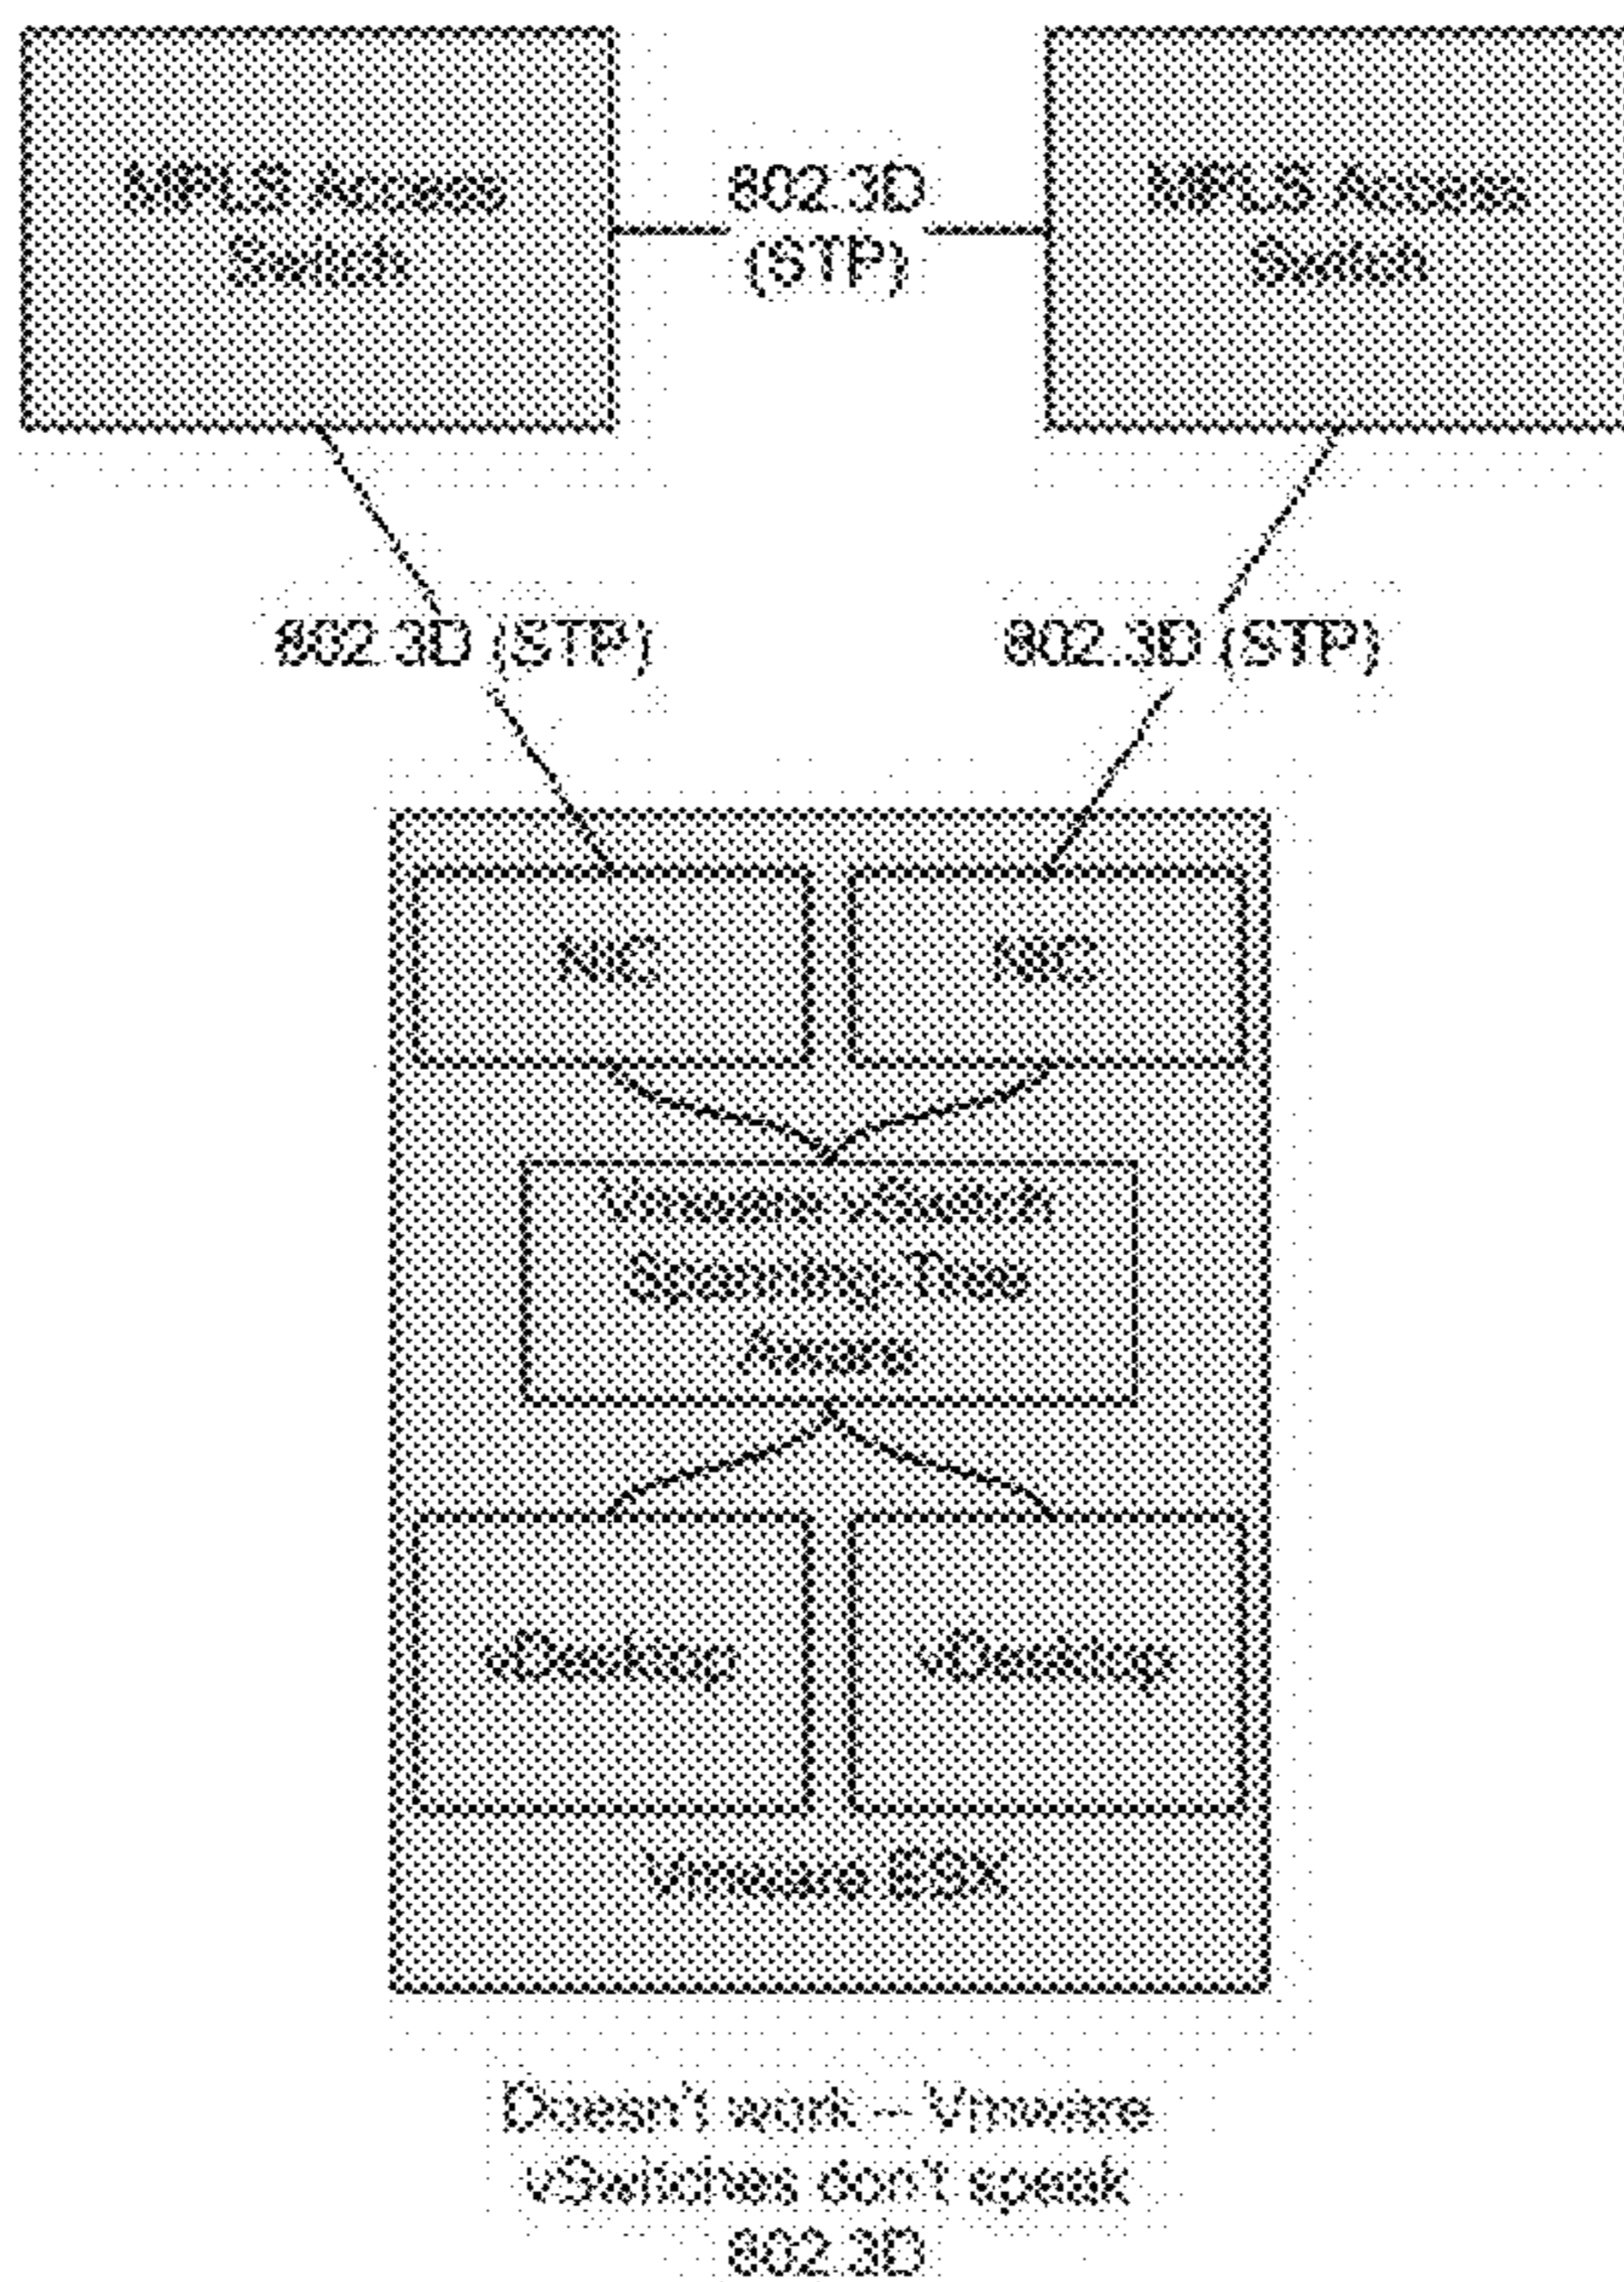 MPLS Access
Switch
802.3D
(STP)
MPLS Access
Switch
802.3D (STP)
802.3D (STP)
NIC
NIC
Vmware vSwitch
Spanning-Tree
Aware
vDesktop
vDesktop
Vmware ESX
Doesn't work – Vmware
vSwitches don't speak
802.3D